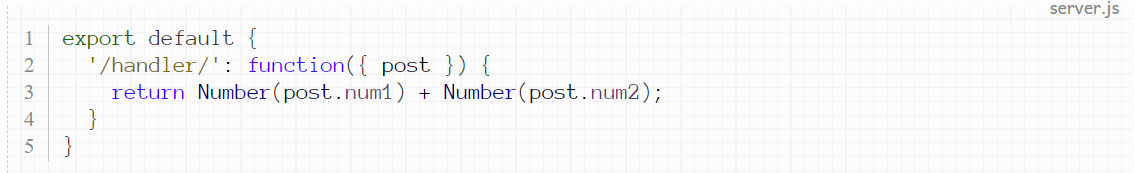 server.js
1 export default {
2   '/handler/': function({ post }) {
3     return Number(post.num1) + Number(post.num2);
4   }
5 }